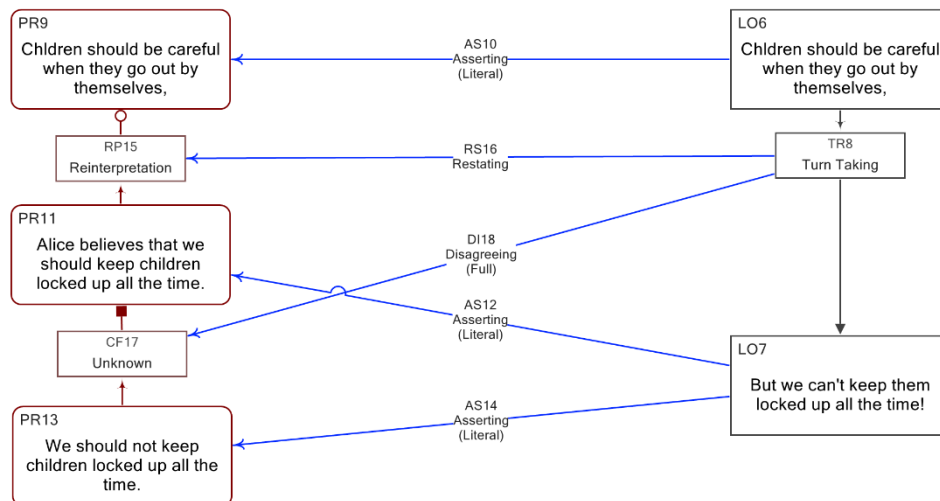 PR9
Chldren should be careful
when they go out by
themselves,
AS10
Asserting
(Literal)
LO6
Chldren should be careful
when they go out by
themselves,
RP15
Reinterpretation
RS16
Restating
TR8
Turn Taking
PR11
Alice believes that we
should keep children
locked up all the time.
DI18
Disagreeing
(Full)
AS12
Asserting
(Literal)
CF17
Unknown
LO7
But we can't keep them
locked up all the time!
PR13
We should not keep
children locked up all the
time.
AS14
Asserting
(Literal)